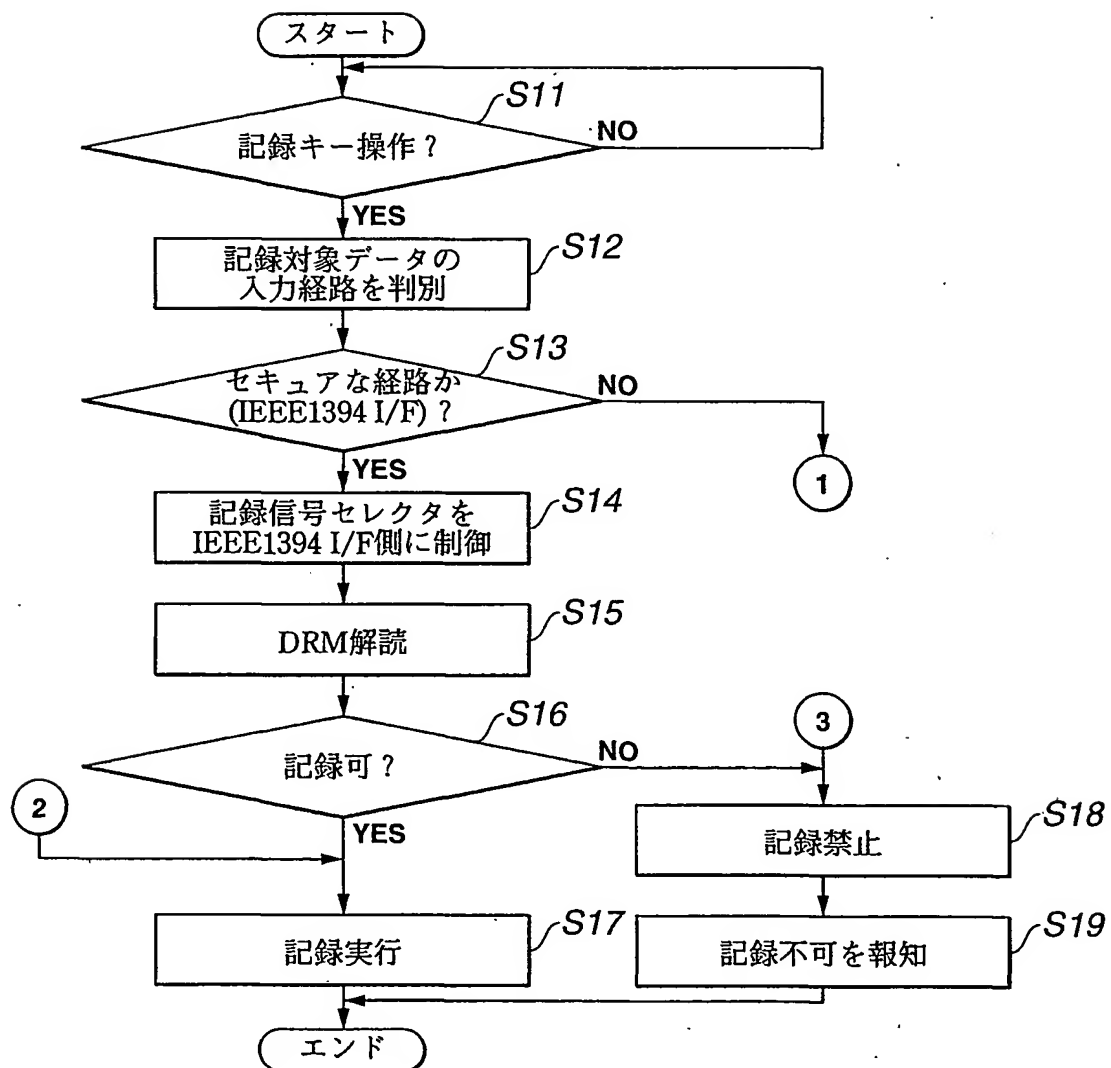 スタート
S11
記録キー操作?
NO
YES
S12
記録対象データの
入力経路を判別
S13
セキュアな経路か
(IEEE1394 I/F)?
NO
YES
1
S14
記録信号セレクタを
IEEE1394 I/F側に制御
S15
DRM解読
S16
記録可?
NO
3
2
YES
S18
記録禁止
S17
記録実行
S19
記録不可を報知
エンド